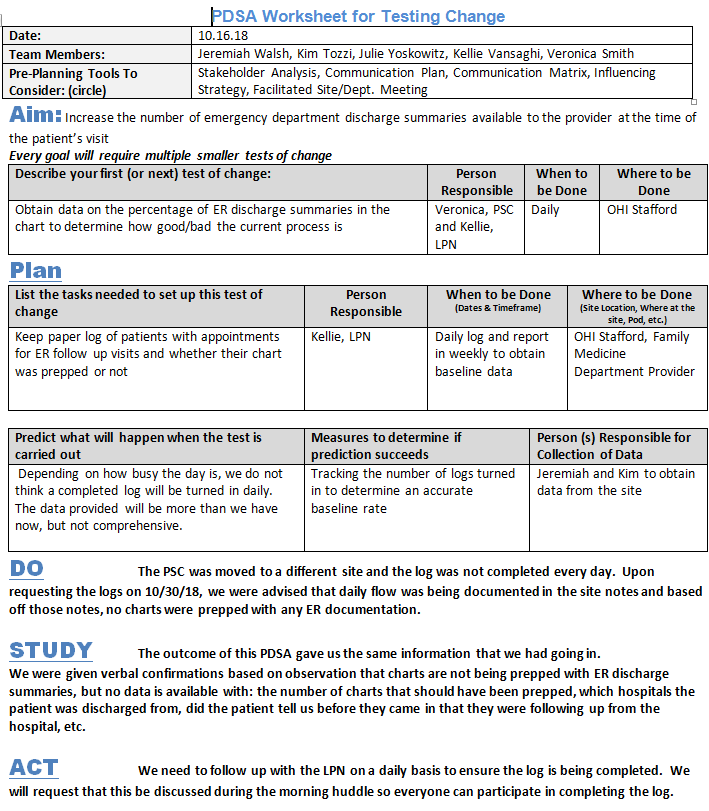 PDSA Worksheet for Testing Change
Date: 10.16.18
Team Members: Jeremiah Walsh, Kim Tozzi, Julie Yoskowitz, Kellie Vansaghi, Veronica Smith
Pre-Planning Tools To Stakeholder Analysis, Communication Plan, Communication Matrix, Influencing
Consider: (circle) Strategy, Facilitated Site/Dept. Meeting
Aim: Increase the number of emergency department discharge summaries available to the provider at the time of
the patient's visit
Every goal will require multiple smaller tests of change
Describe your first (or next) test of change:
Person
Responsible
When to
be Done
Where to be
Done
Obtain data on the percentage of ER discharge summaries in the
chart to determine how good/bad the current process is
Veronica, PSC
and Kellie,
LPN
Daily
OHI Stafford
Plan
List the tasks needed to set up this test of
change
Person
Responsible
When to be Done
(Dates & Timeframe)
Where to be Done
(Site Location, Where at the
site, Pod, etc.)
Keep paper log of patients with appointments
for ER follow up visits and whether their chart
was prepped or not
Kellie, LPN
Daily log and report
in weekly to obtain
baseline data
OHI Stafford, Family
Medicine
Department Provider
Predict what will happen when the test is
carried out
Measures to determine if
prediction succeeds
Person (s) Responsible for
Collection of Data
Depending on how busy the day is, we do not
think a completed log will be turned in daily.
The data provided will be more than we have
now, but not comprehensive.
Tracking the number of logs turned
in to determine an accurate
baseline rate
Jeremiah and Kim to obtain
data from the site
DO The PSC was moved to a different site and the log was not completed every day. Upon
requesting the logs on 10/30/18, we were advised that daily flow was being documented in the site notes and based
off those notes, no charts were prepped with any ER documentation.
STUDY The outcome of this PDSA gave us the same information that we had going in.
We were given verbal confirmations based on observation that charts are not being prepped with ER discharge
summaries, but no data is available with: the number of charts that should have been prepped, which hospitals the
patient was discharged from, did the patient tell us before they came in that they were following up from the
hospital, etc.
ACT We need to follow up with the LPN on a daily basis to ensure the log is being completed. We
will request that this be discussed during the morning huddle so everyone can participate in completing the log.